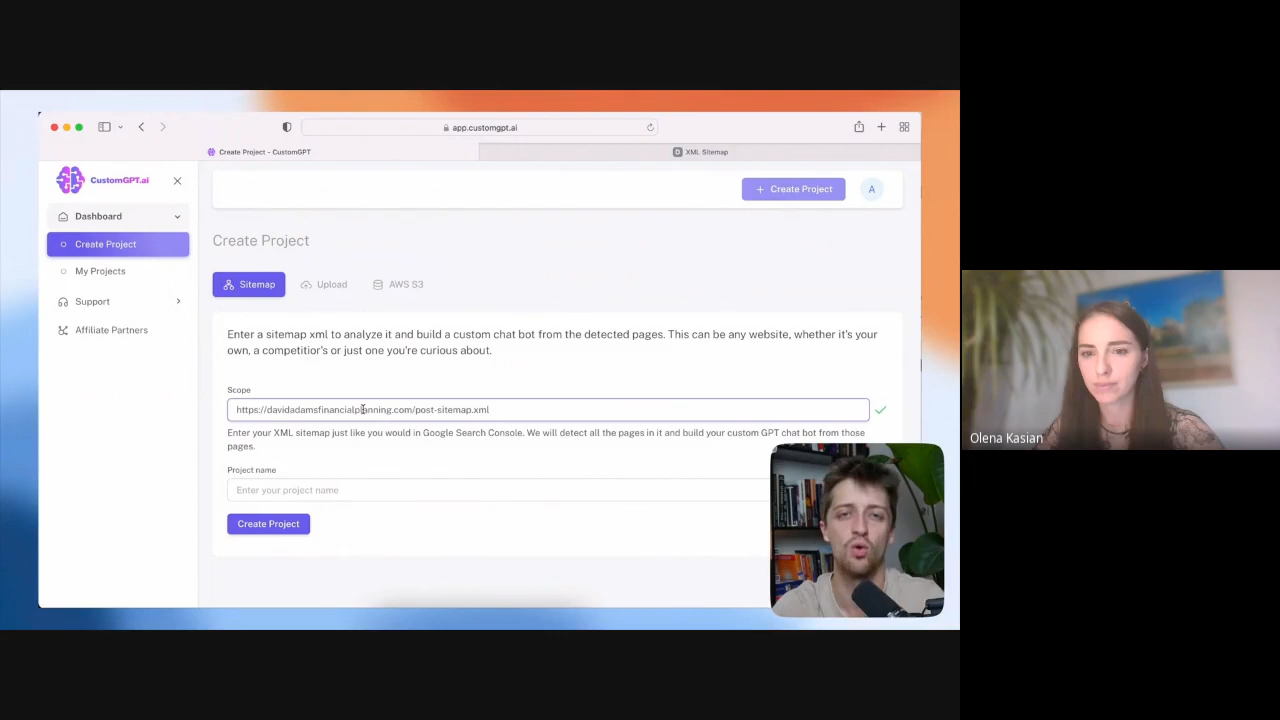 app.customgpt.ai
Create Project - CustomGPT
XML Sitemap
CustomGPT.ai
Dashboard
Create Project
My Projects
Support
Affiliate Partners
+ Create Project
A
Create Project
Sitemap
Upload
AWS S3
Enter a sitemap xml to analyze it and build a custom chat bot from the detected pages. This can be any website, whether it's your
own, a competitior's or just one you're curious about.
Scope
https://davidadamsfinancialplanning.com/post-sitemap.xml
Enter your XML sitemap just like you would in Google Search Console. We will detect all the pages in it and build your custom GPT chat bot from those
pages.
Project name
Enter your project name
Create Project
Olena Kasian